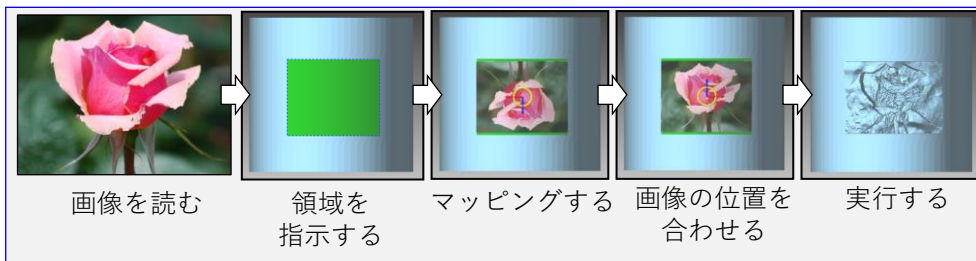 画像を読む
領域を
指示する
マッピングする
画像の位置を
合わせる
実行する